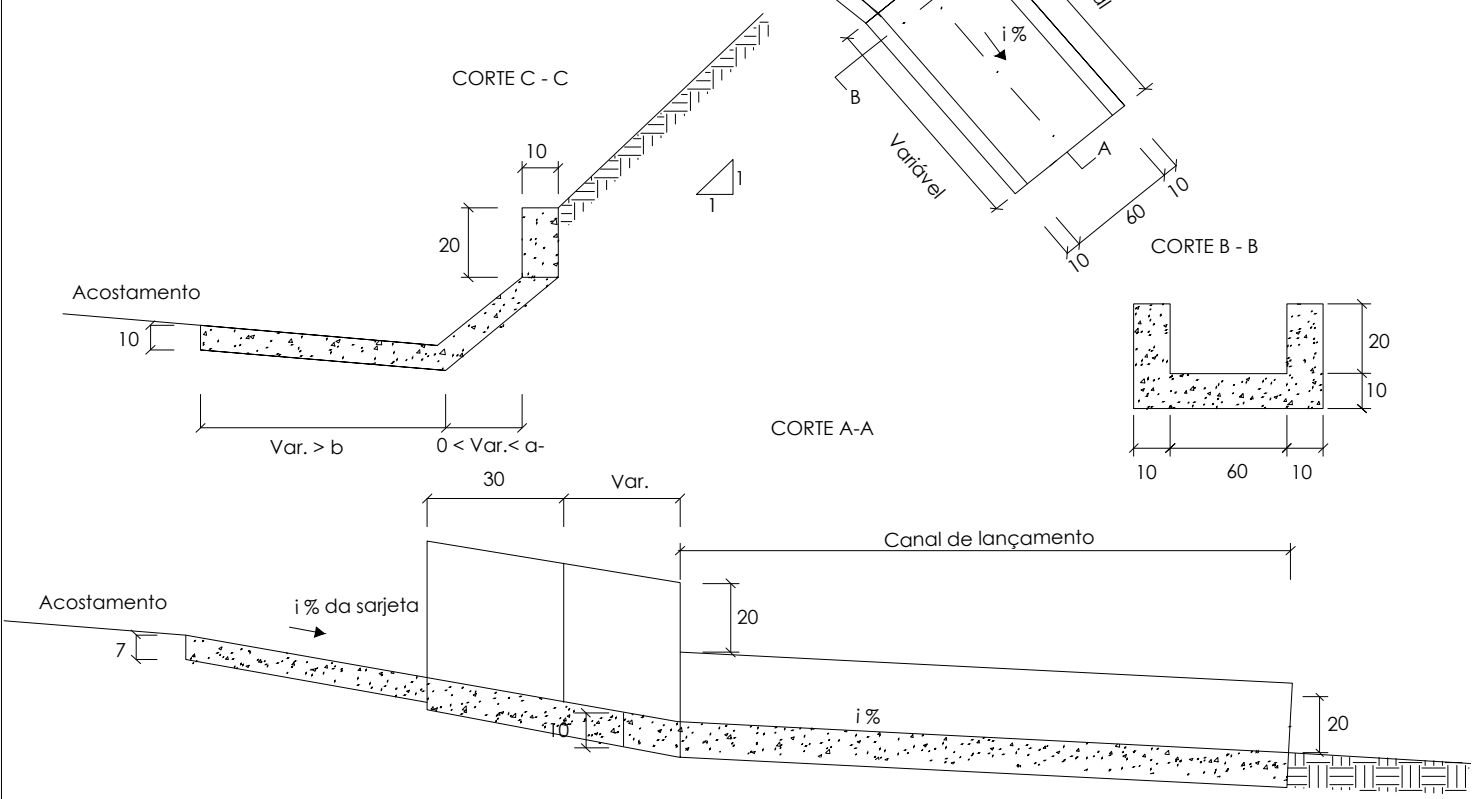 i %
CORTE C - C
B
A
Variável
10
60
10
CORTE B - B
10
1
1
20
Acostamento
10
20
10
CORTE A-A
Var. > b
0 < Var.< a-
10
60
10
30
Var.
Canal de lançamento
Acostamento
i % da sarjeta
20
7
i %
10
20